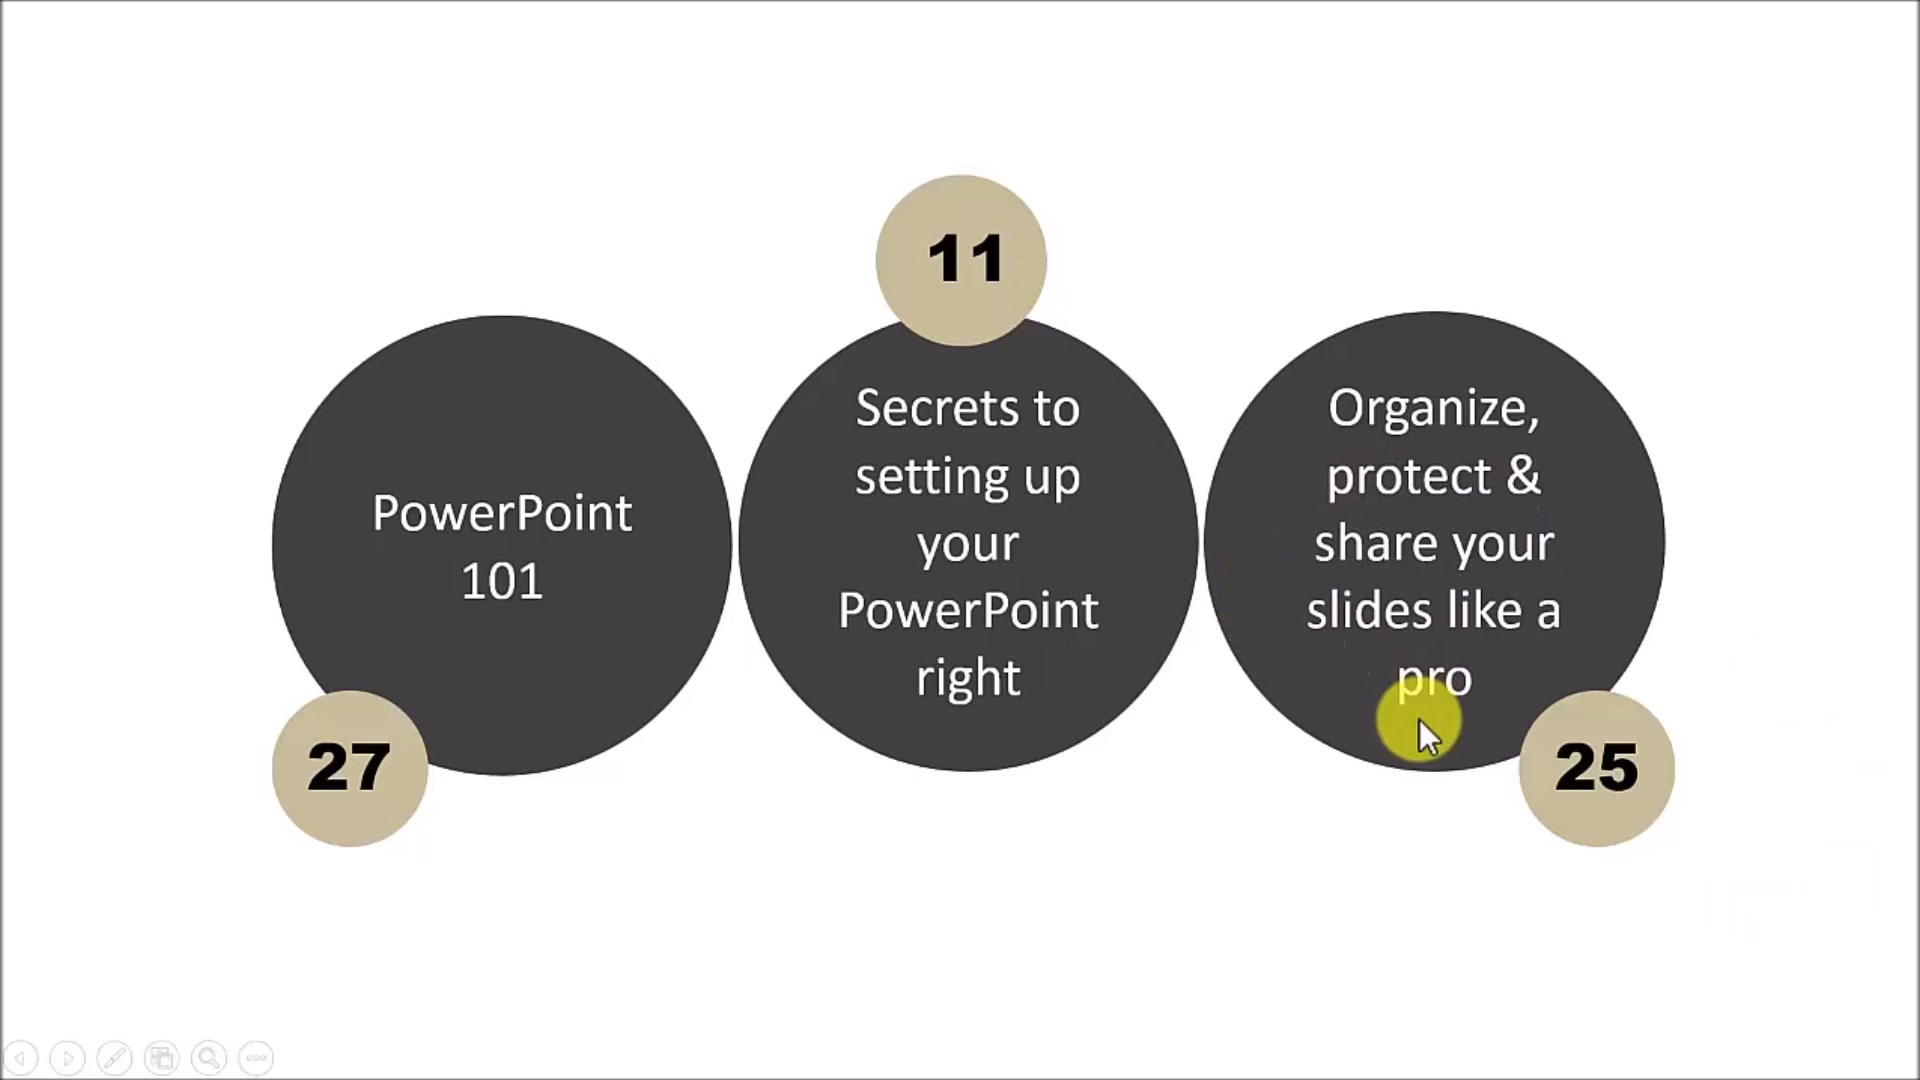 PowerPoint
101
27
11
Secrets to
setting up
your
PowerPoint
right
Organize,
protect &
share your
slides like a
pro
25